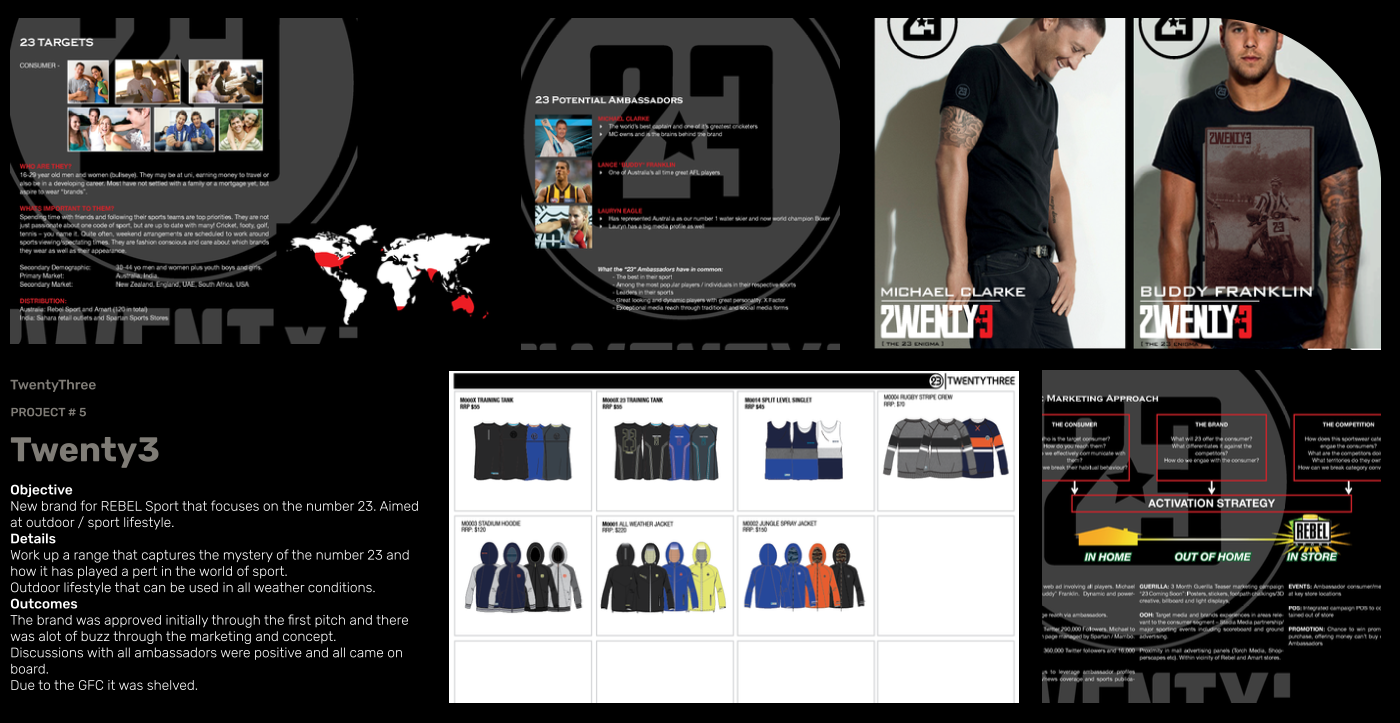 23 TARGETS
CONSUMER -
WHO ARE THEY?
16-29 year old men and women (bullseye). They may be at uni, earning money to travel or
also be in a developing career. Most have not settled with a family or a mortgage yet, but
aspire to wear "brands".
WHATS IMPORTANT TO THEM?
Spending time with friends and following their sports teams are top priorities. They are not
just passionate about one code of sport, but are up to date with many! Cricket, footy, golf,
tennis – you name it. Quite often, weekend arrangements are scheduled to work around
sports viewing/spectating times. They are fashion conscious and care about which brands
they wear as well as their appearance
Secondary Demographic: 30-44 yo men and women plus youth boys and girls.
Primary Market: Australia, India
Secondary Market: New Zealand, England, UAE, South Africa, USA
DISTRIBUTION:
Australia: Rebel Sport and Amart (120 in total)
India: Sahara retail outlets and Spartan Sports Stores
23 POTENTIAL AMBASSADORS
MICHAEL CLARKE
The world's best captain and one of it's greatest cricketers
MC owns and is the brains behind the brand
LANCE "BUDDY" FRANKLIN
One of Australia's all time great AFL players
LAURYN EAGLE
Has represented Australia as our number 1 water skier and new world champion Boxer
Lauryn has a big media profile as well
What the "23" Ambassadors have in common:
- The best in their sport
- Among the most popular players / individuals in their respective sports
- Leaders in their sports
- Great looking and dynamic players with great personality. X Factor
- Exceptional media reach through traditional and social media forms
23
MICHAEL CLARKE
2WENTY3
[ THE 23 ENIGMA ]
23
2WENTY3
BUDDY FRANKLIN
2WENTY3
[ THE 23 ENIGMA ]
TwentyThree
PROJECT # 5
Twenty3
Objective
New brand for REBEL Sport that focuses on the number 23. Aimed
at outdoor / sport lifestyle.
Details
Work up a range that captures the mystery of the number 23 and
how it has played a pert in the world of sport.
Outdoor lifestyle that can be used in all weather conditions.
Outcomes
The brand was approved initially through the first pitch and there
was alot of buzz through the marketing and concept.
Discussions with all ambassadors were positive and all came on
board.
Due to the GFC it was shelved.
23 TWENTYTHREE
M000X TRAINING TANK
RRP $55
M000X 23 TRAINING TANK
RRP $55
M0014 SPLIT LEVEL SINGLET
RRP $45
M0004 RUGBY STRIPE CREW
RRP: $70
M0003 STADIUM HOODIE
RRP: $120
M0001 ALL WEATHER JACKET
RRP: $220
M0002 JUNGLE SPRAY JACKET
RRP: $160
: MARKETING APPROACH
THE CONSUMER
who is the target consumer?
How do you reach them?
we effectively communicate with
them?
we break their habitual behaviour?
THE BRAND
What will 23 offer the consumer?
What differentiates it against the
competitors?
How do we engage with the consumer?
THE COMPETITION
How does this sportswear cate
engage the consumers?
What are the competitors doi
What territories do they own
How can we break category conv
ACTIVATION STRATEGY
REBEL
IN HOME
OUT OF HOME
IN STORE
web ad involving all players, Michael
uddy" Franklin. Dynamic and power-
ge reach via ambassadors.
Twitter 290,000 Followers, Michael to
page managed by Spartan / Mambo.
360,000 Twitter followers and 16,000
s to leverage ambassador profiles
news coverage and sports publica-
GUERILLA: 3 Month Guerilla Teaser marketing campaign
"23 Coming Soon". Posters, stickers, footpath chalkings/3D
creative, billboard and light displays.
OOH: Target media and brands experiences in areas rele-
vant to the consumer segment – Stadia Media partnership/
major sporting events including scoreboard and ground
advertising.
Proximity in mall advertising panels (Torch Media, Shop-
perscapes etc). Within vicinity of Rebel and Amart stores.
EVENTS: Ambassador consumer/me
at key store locations
POS: Integrated campaign POS to co
tained out of store
PROMOTION: Chance to win prom
purchase, offering money can't buy
Ambassadors